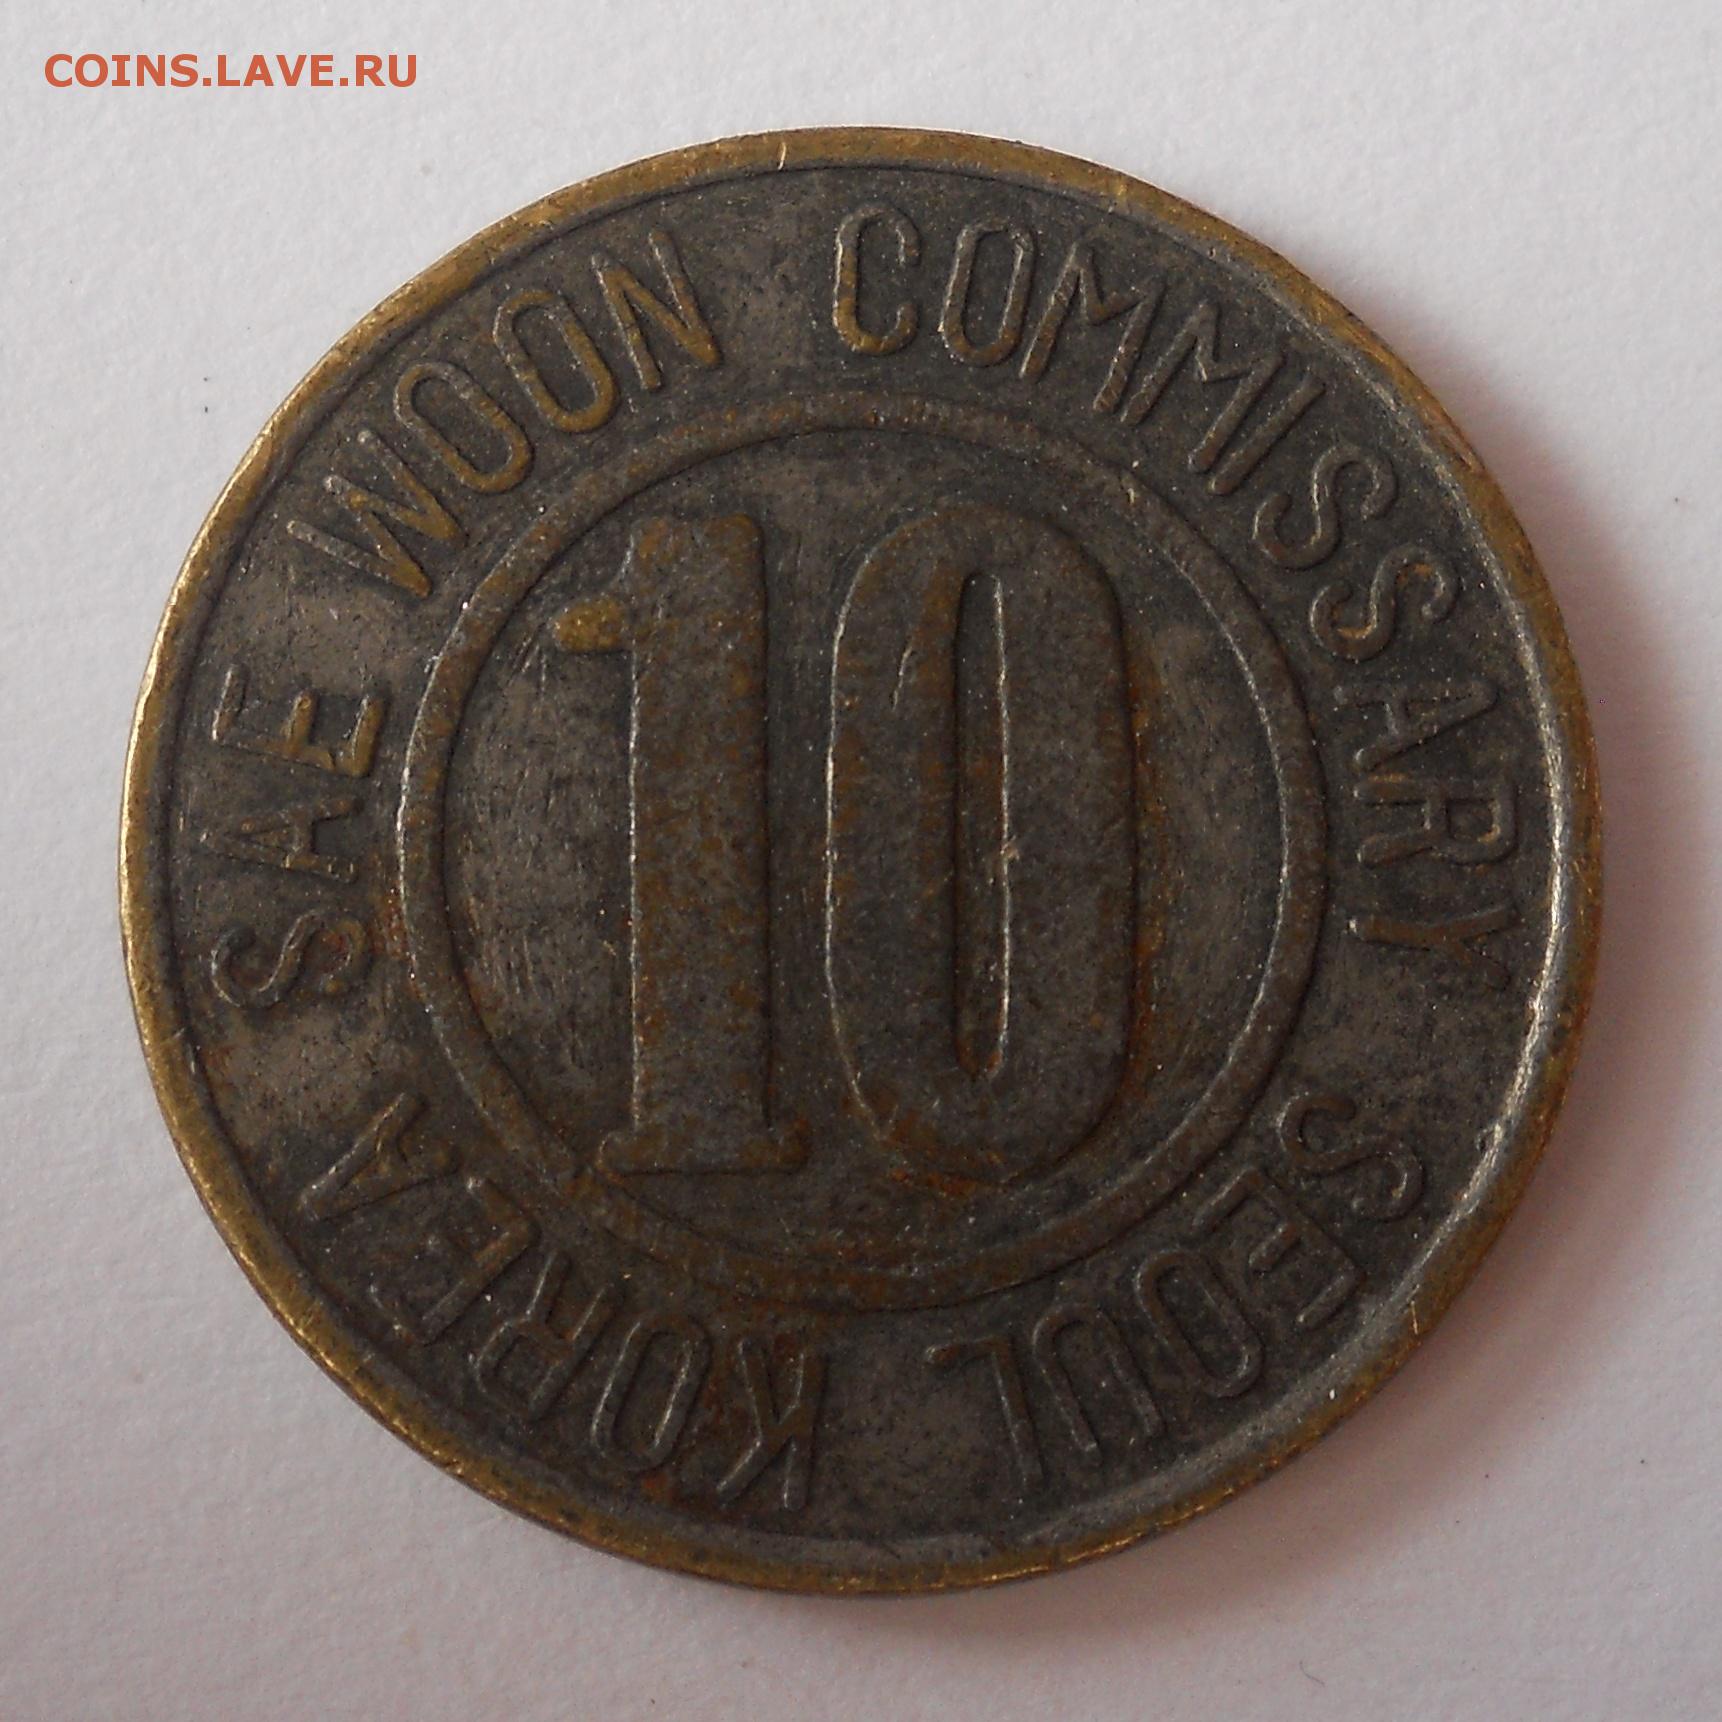 COINS.LAVE.RU
SAE WOON COMMISSARY
10
SEOUL KOREA